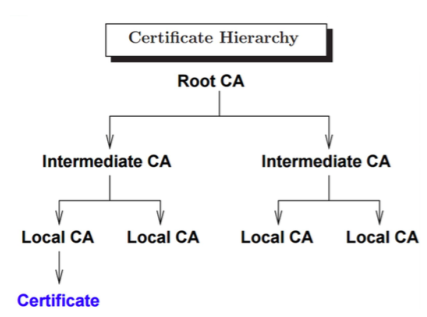 Certificate Hierarchy
Root CA
Intermediate CA Intermediate CA
Local CA Local CA Local CA Local CA
Certificate